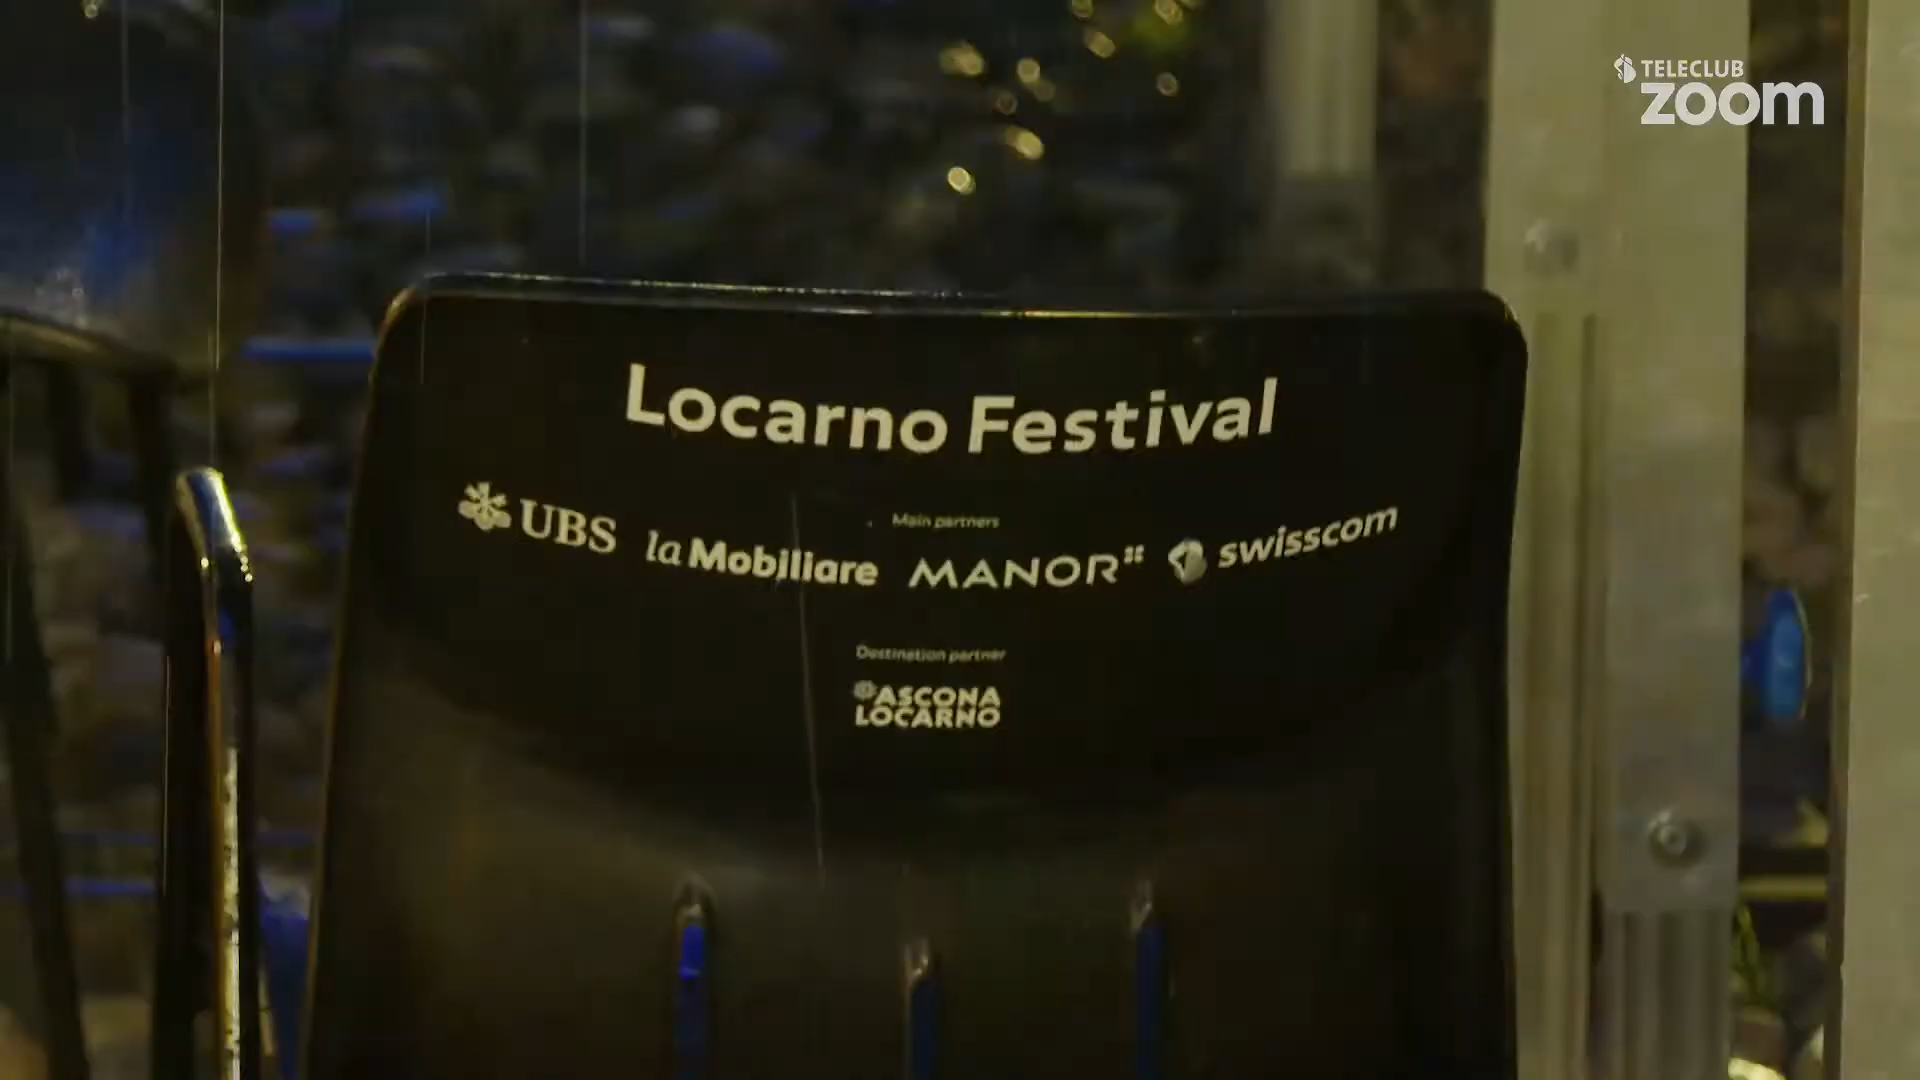 TELECLUB
zoom
Locarno Festival
Main partners
UBS la Mobiliare MANOR swisscom
Destination partner
ASCONA
LOCARNO